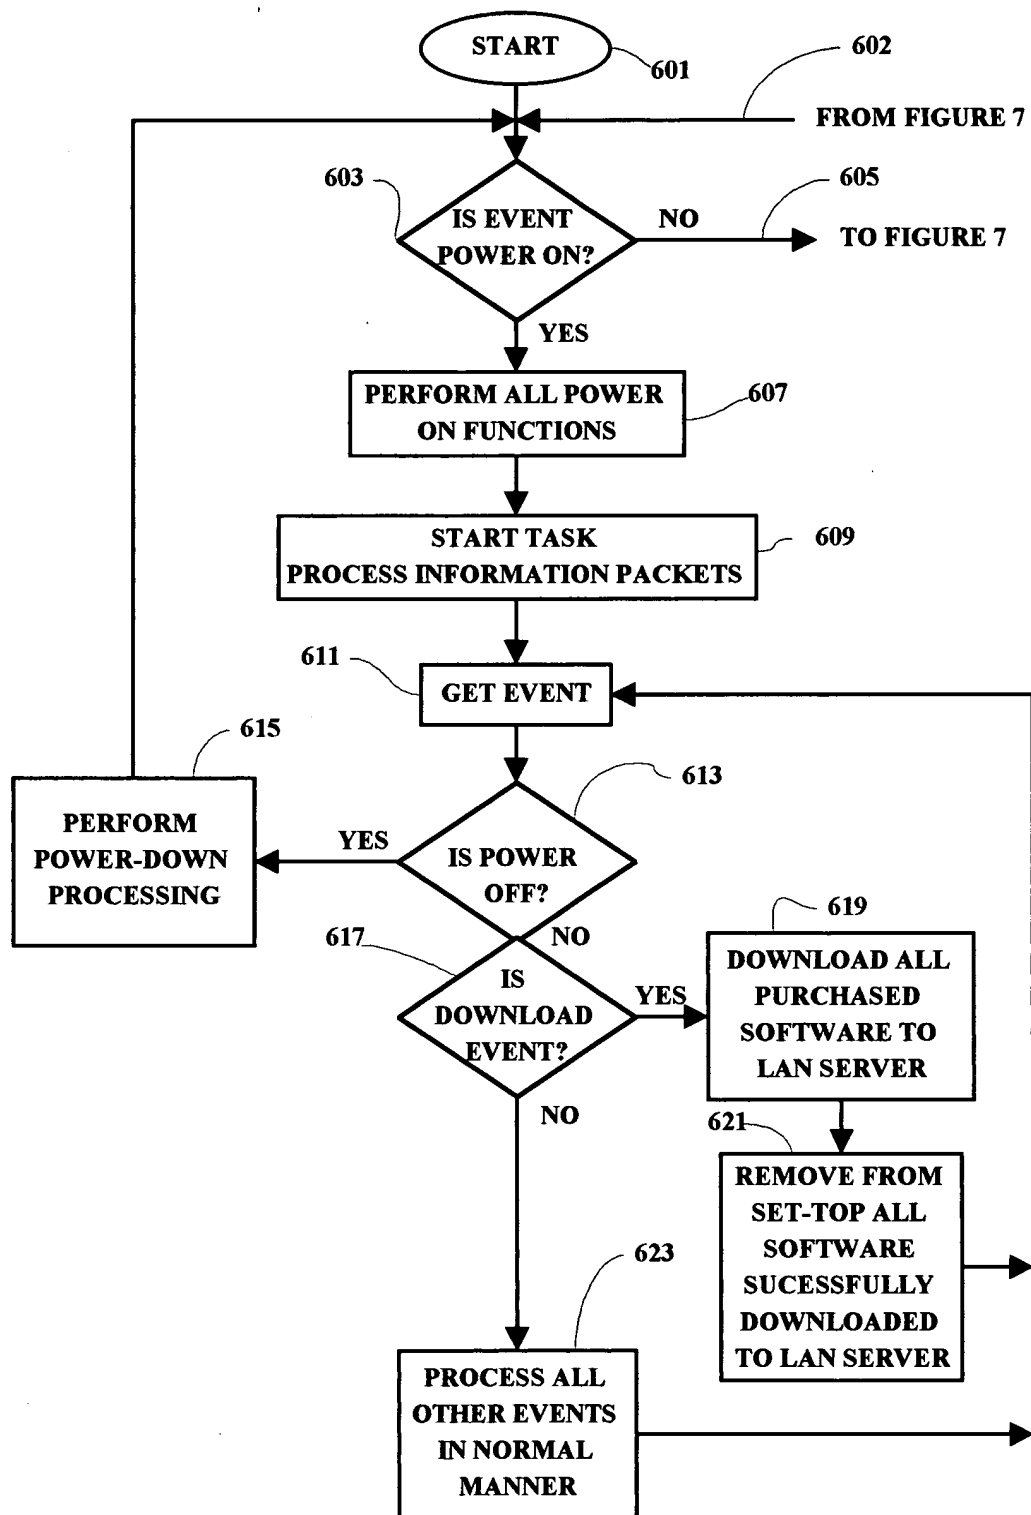 START
601
602
FROM FIGURE 7
603
IS EVENT
POWER ON?
NO
605
TO FIGURE 7
YES
PERFORM ALL POWER
ON FUNCTIONS
607
START TASK
PROCESS INFORMATION PACKETS
609
611
GET EVENT
615
PERFORM
POWER-DOWN
PROCESSING
YES
613
IS POWER
OFF?
NO
617
IS
DOWNLOAD
EVENT?
YES
NO
619
DOWNLOAD ALL
PURCHASED
SOFTWARE TO
LAN SERVER
621
REMOVE FROM
SET-TOP ALL
SOFTWARE
SUCESSFULLY
DOWNLOADED
TO LAN SERVER
623
PROCESS ALL
OTHER EVENTS
IN NORMAL
MANNER